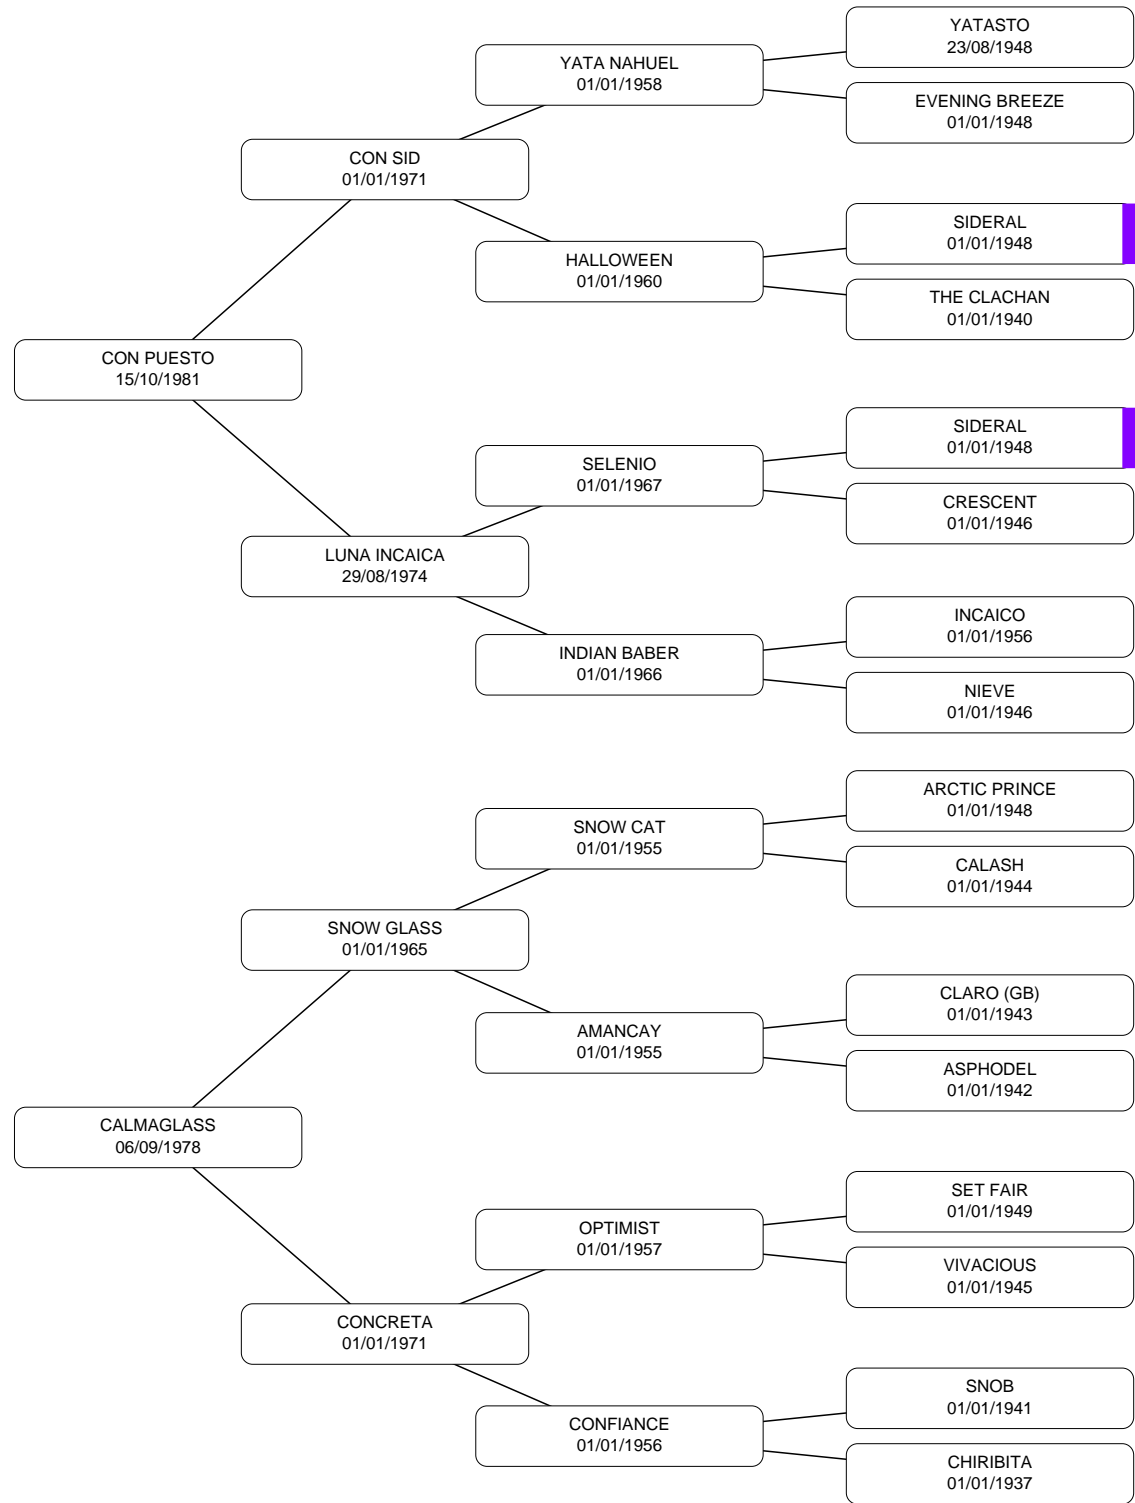 YATASTO
23/08/1948
YATA NAHUEL
01/01/1958
EVENING BREEZE
01/01/1948
CON SID
01/01/1971
SIDERAL
01/01/1948
HALLOWEEN
01/01/1960
THE CLACHAN
01/01/1940
CON PUESTO
15/10/1981
SIDERAL
01/01/1948
SELENIO
01/01/1967
CRESCENT
01/01/1946
LUNA INCAICA
29/08/1974
INCAICO
01/01/1956
INDIAN BABER
01/01/1966
NIEVE
01/01/1946
ARCTIC PRINCE
01/01/1948
SNOW CAT
01/01/1955
CALASH
01/01/1944
SNOW GLASS
01/01/1965
CLARO (GB)
01/01/1943
AMANCAY
01/01/1955
ASPHODEL
01/01/1942
CALMAGLASS
06/09/1978
SET FAIR
01/01/1949
OPTIMIST
01/01/1957
VIVACIOUS
01/01/1945
CONCRETA
01/01/1971
SNOB
01/01/1941
CONFIANCE
01/01/1956
CHIRIBITA
01/01/1937